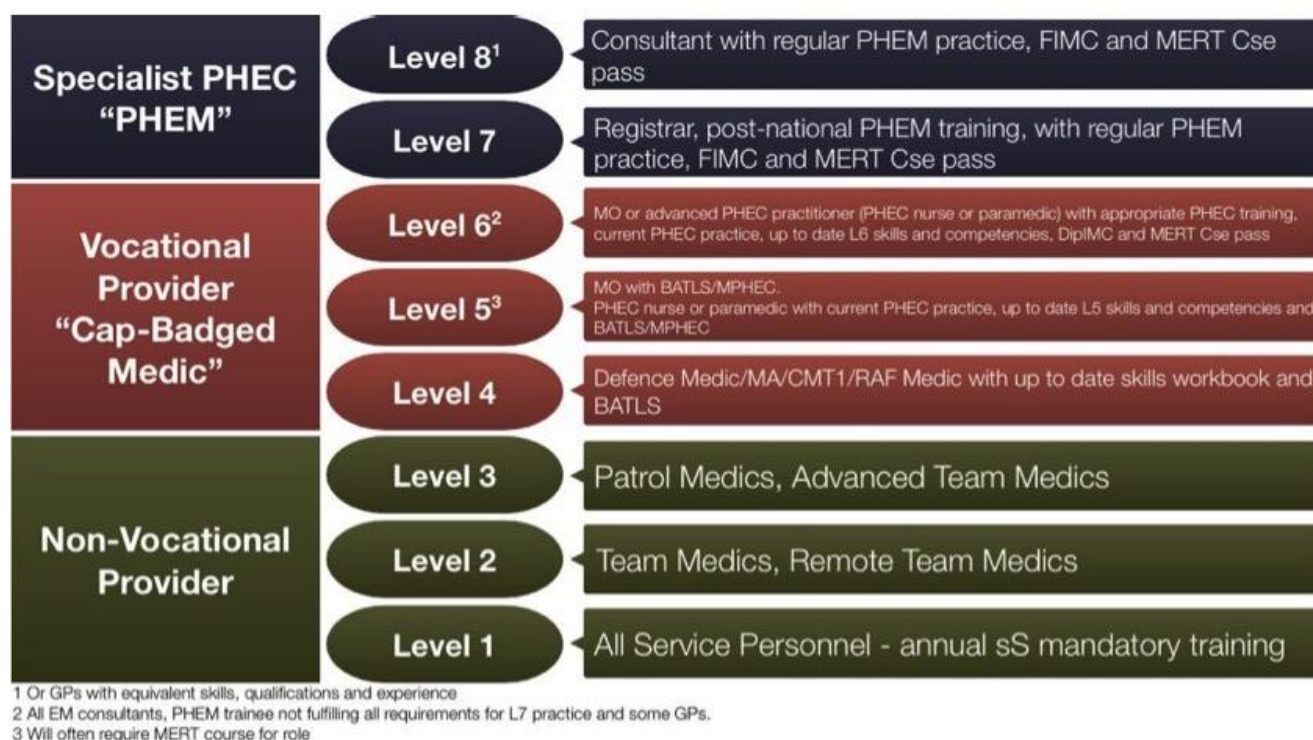 Specialist PHEC
“PHEM”
Level 8¹
Consultant with regular PHEM practice, FIMC and MERT Cse
pass
Level 7
Registrar, post-national PHEM training, with regular PHEM
practice, FIMC and MERT Cse pass
Vocational
Provider
“Cap-Badged
Medic”
Level 6²
MO or advanced PHEC practitioner (PHEC nurse or paramedic) with appropriate PHEC training,
current PHEC practice, up to date L6 skills and competencies, DipIMC and MERT Cse pass
Level 5³
MO with BATLS/MPHEC.
PHEC nurse or paramedic with current PHEC practice, up to date L5 skills and competencies and
BATLS/MPHEC
Level 4
Defence Medic/MA/CMT1/RAF Medic with up to date skills workbook and
BATLS
Non-Vocational
Provider
Level 3
Patrol Medics, Advanced Team Medics
Level 2
Team Medics, Remote Team Medics
Level 1
All Service Personnel - annual sS mandatory training
1 Or GPs with equivalent skills, qualifications and experience
2 All EM consultants, PHEM trainee not fulfilling all requirements for L7 practice and some GPs.
3 Will often require MERT course for role